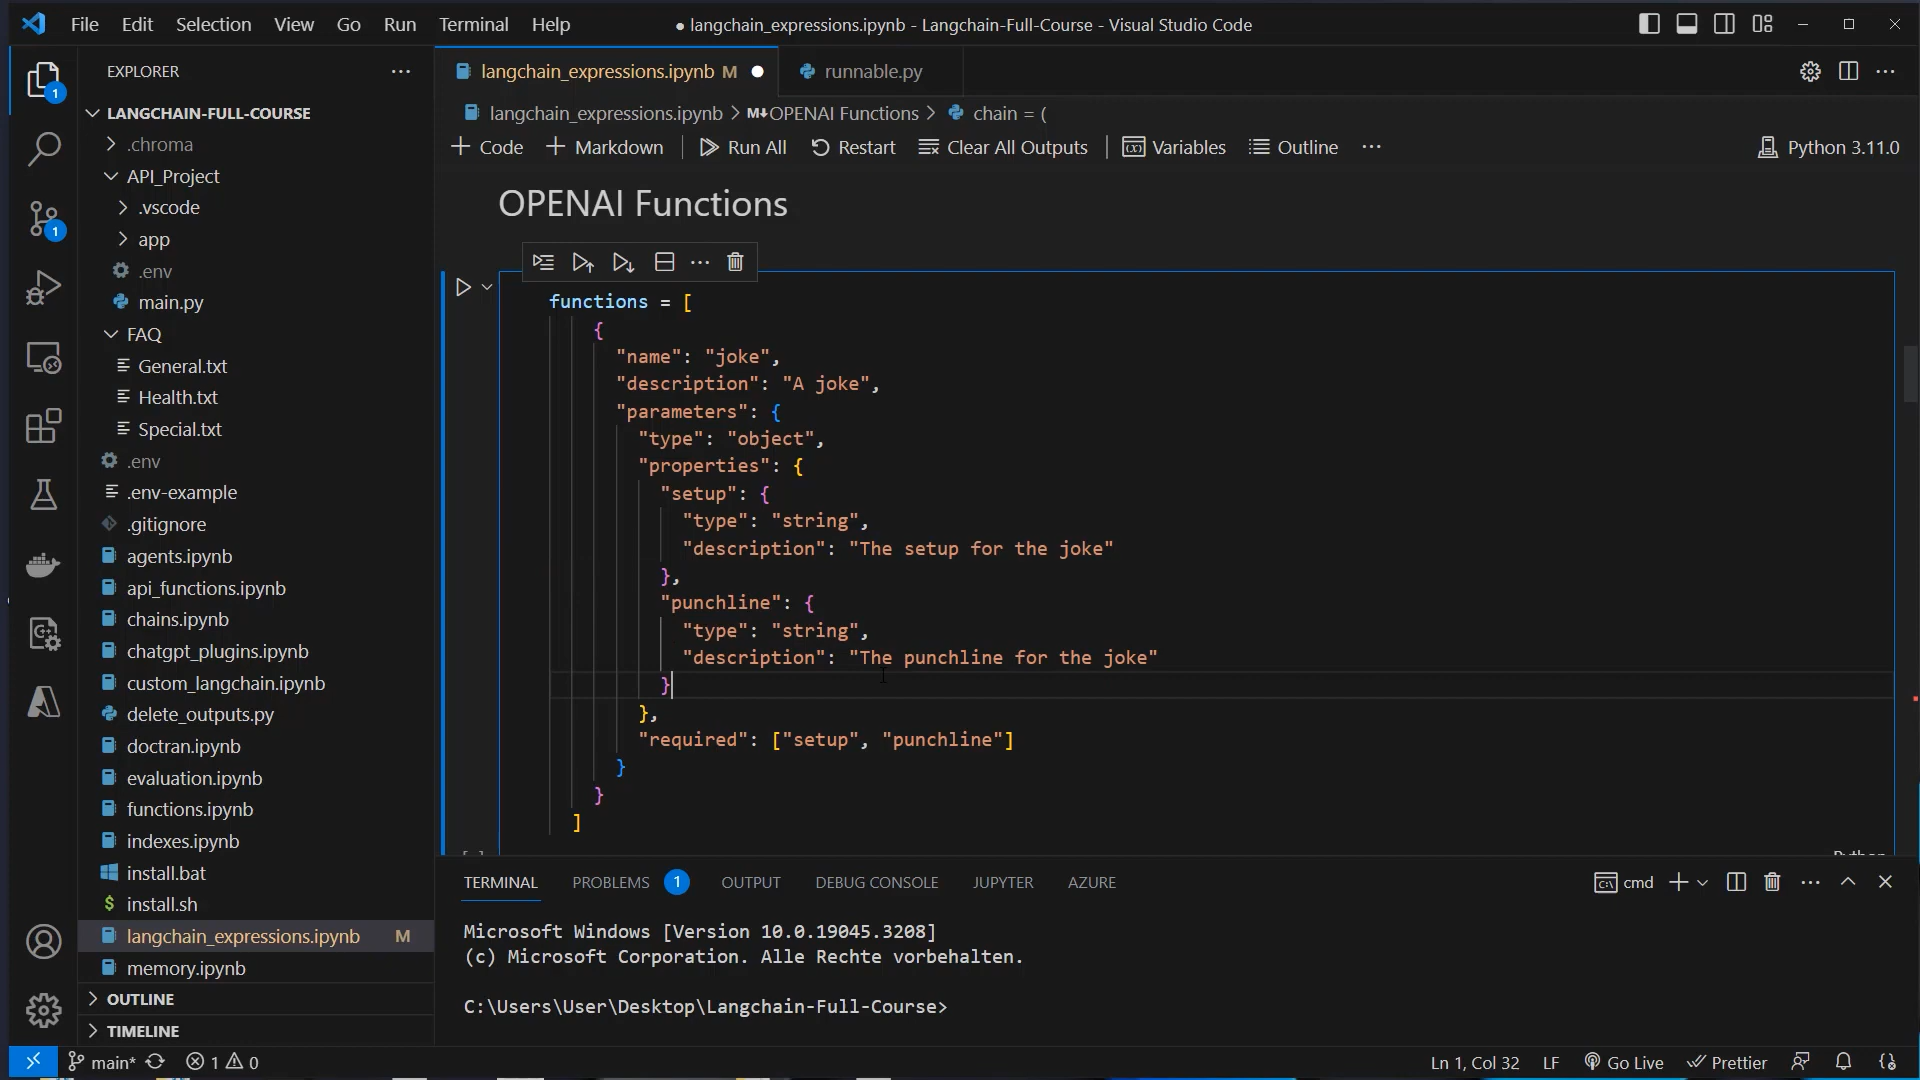 File Edit Selection View Go Run Terminal Help
● langchain_expressions.ipynb - Langchain-Full-Course - Visual Studio Code
EXPLORER
LANGCHAIN-FULL-COURSE
.chroma
API_Project
.vscode
app
.env
main.py
FAQ
General.txt
Health.txt
Special.txt
.env
.env-example
.gitignore
agents.ipynb
api_functions.ipynb
chains.ipynb
chatgpt_plugins.ipynb
custom_langchain.ipynb
delete_outputs.py
doctran.ipynb
evaluation.ipynb
functions.ipynb
indexes.ipynb
install.bat
install.sh
langchain_expressions.ipynb M
memory.ipynb
OUTLINE
TIMELINE
1
1
langchain_expressions.ipynb M
runnable.py
langchain_expressions.ipynb > M↓OPENAI Functions > chain = (
+ Code + Markdown Run All Restart Clear All Outputs Variables Outline ...
Python 3.11.0
OPENAI Functions
functions = [
{
"name": "joke",
"description": "A joke",
"parameters": {
"type": "object",
"properties": {
"setup": {
"type": "string",
"description": "The setup for the joke"
},
"punchline": {
"type": "string",
"description": "The punchline for the joke"
}
},
"required": ["setup", "punchline"]
}
}
]
Python
TERMINAL PROBLEMS 1 OUTPUT DEBUG CONSOLE JUPYTER AZURE
cmd
Microsoft Windows [Version 10.0.19045.3208]
(c) Microsoft Corporation. Alle Rechte vorbehalten.
C:\Users\User\Desktop\Langchain-Full-Course>
main* 1 0
Ln 1, Col 32 LF Go Live Prettier